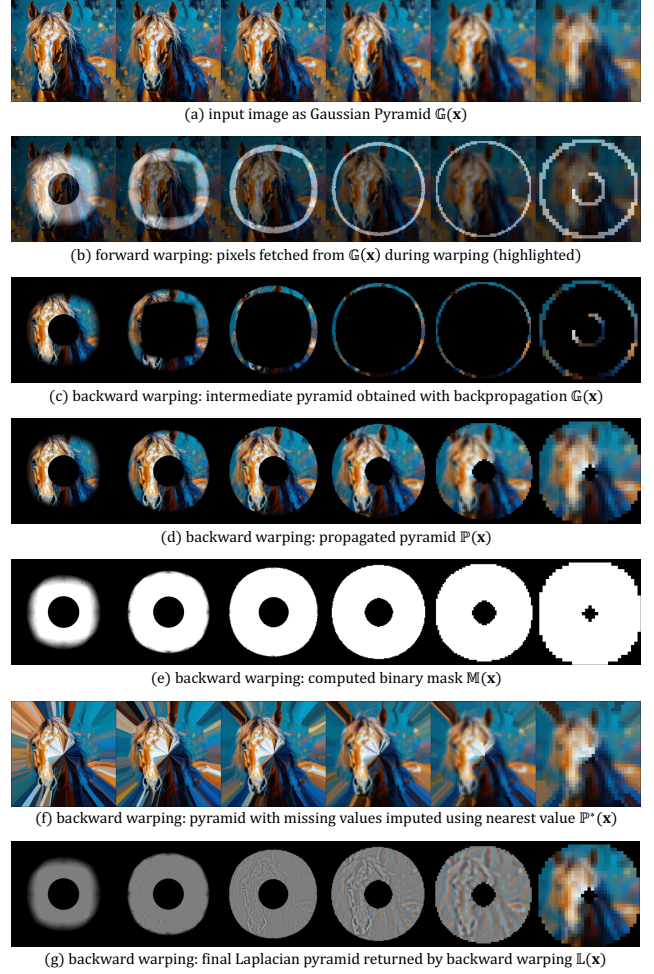 (a) input image as Gaussian Pyramid 𝔾(𝐱)
(b) forward warping: pixels fetched from 𝔾(𝐱) during warping (highlighted)
(c) backward warping: intermediate pyramid obtained with backpropagation 𝔾(𝐱)
(d) backward warping: propagated pyramid ℙ(𝐱)
(e) backward warping: computed binary mask 𝕄(𝐱)
(f) backward warping: pyramid with missing values imputed using nearest value ℙ*(𝐱)
(g) backward warping: final Laplacian pyramid returned by backward warping 𝕃(𝐱)